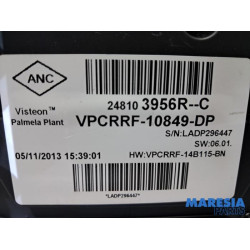 ANC
24810 3956R--C
Visteon™
Palmela Plant
VPCRRF-10849-DP
S/N:LADP296447
SW:06.01.
05/11/2013 15:39:01
HW:VPCRRF-14B115-BN
*LADP296447*
MARESIA
PARTS